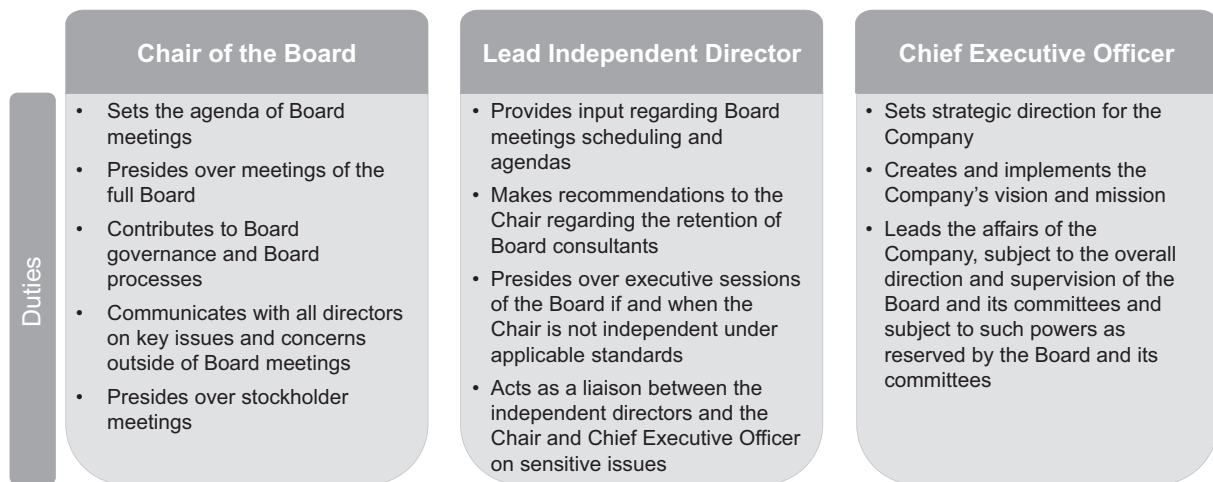 Chair of the Board
Lead Independent Director
Chief Executive Officer
Duties
• Sets the agenda of Board
meetings
• Presides over meetings of the
full Board
• Contributes to Board
governance and Board
processes
• Communicates with all directors
on key issues and concerns
outside of Board meetings
• Presides over stockholder
meetings
• Provides input regarding Board
meetings scheduling and
agendas
• Makes recommendations to the
Chair regarding the retention of
Board consultants
• Presides over executive sessions
of the Board if and when the
Chair is not independent under
applicable standards
• Acts as a liaison between the
independent directors and the
Chair and Chief Executive Officer
on sensitive issues
• Sets strategic direction for the
Company
• Creates and implements the
Company’s vision and mission
• Leads the affairs of the
Company, subject to the overall
direction and supervision of the
Board and its committees and
subject to such powers as
reserved by the Board and its
committees